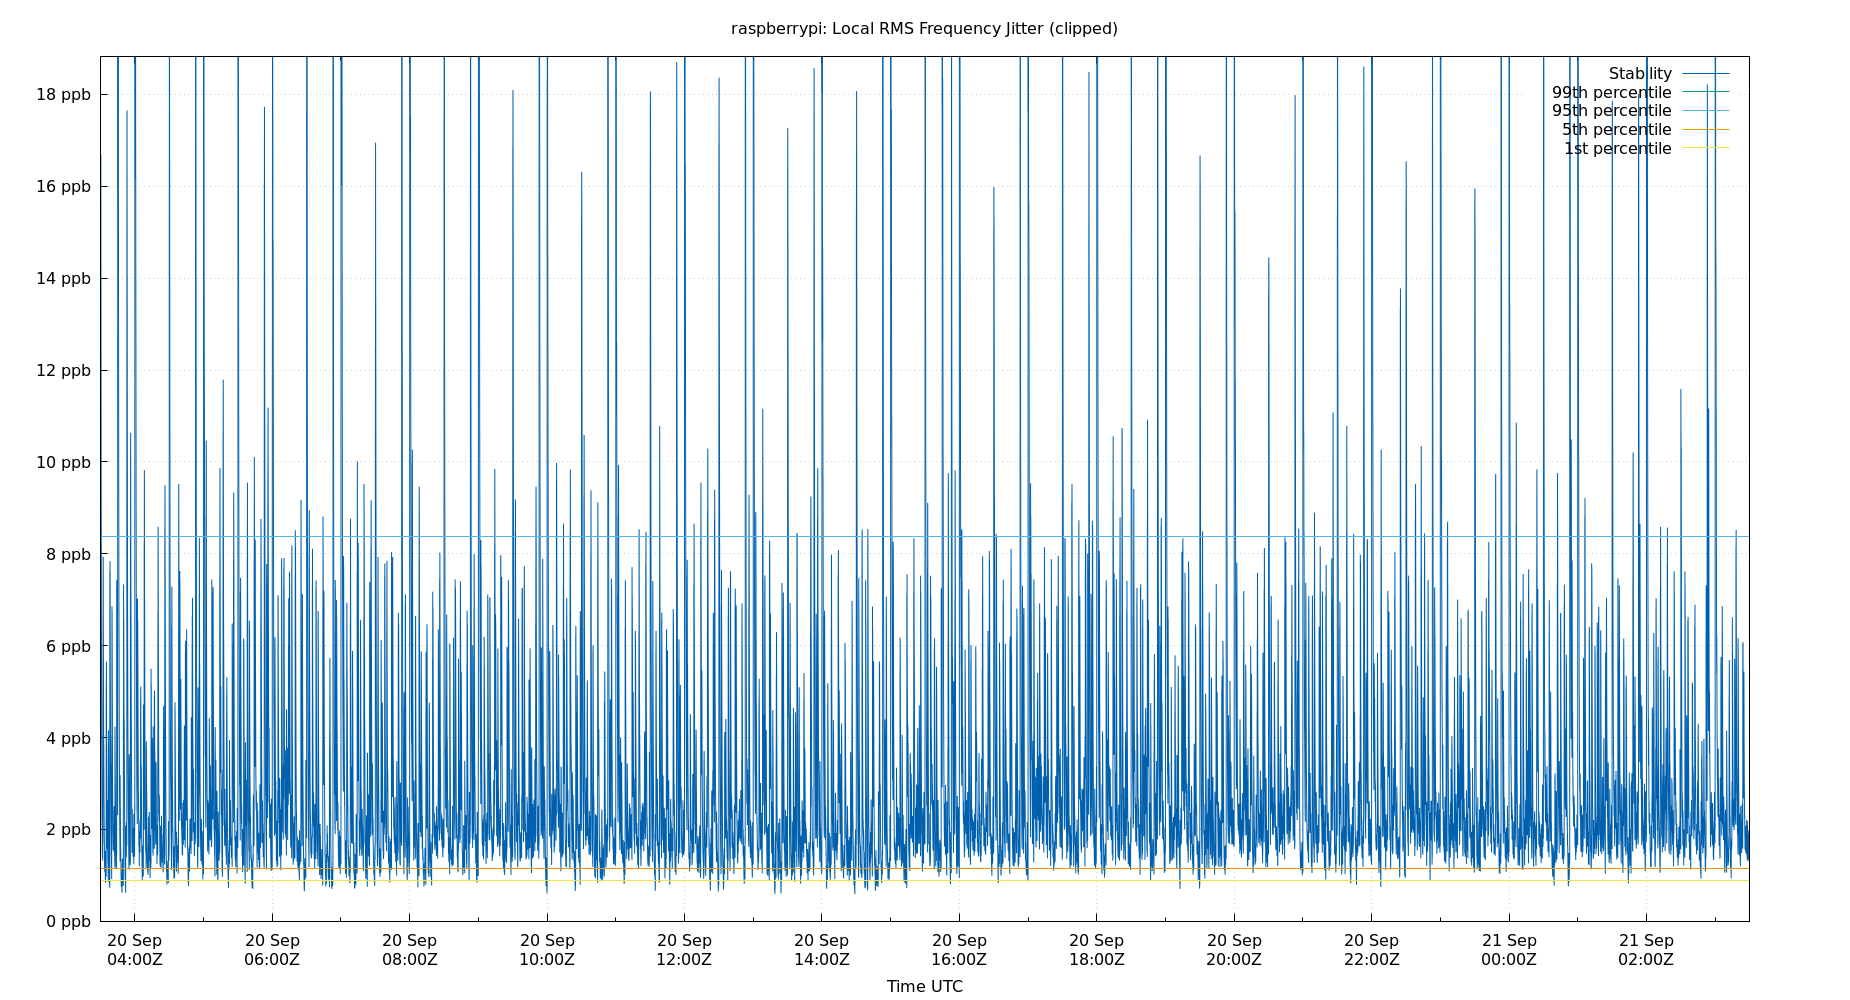 raspberrypi: Local RMS Frequency Jitter (clipped)
18 ppb
16 ppb
14 ppb
12 ppb
10 ppb
8 ppb
6 ppb
4 ppb
2 ppb
0 ppb
Stability
99th percentile
95th percentile
5th percentile
1st percentile
20 Sep 20 Sep 20 Sep 20 Sep 20 Sep 20 Sep 20 Sep 20 Sep 20 Sep 20 Sep 21 Sep 21 Sep
04:00Z 06:00Z 08:00Z 10:00Z 12:00Z 14:00Z 16:00Z 18:00Z 20:00Z 22:00Z 00:00Z 02:00Z
Time UTC